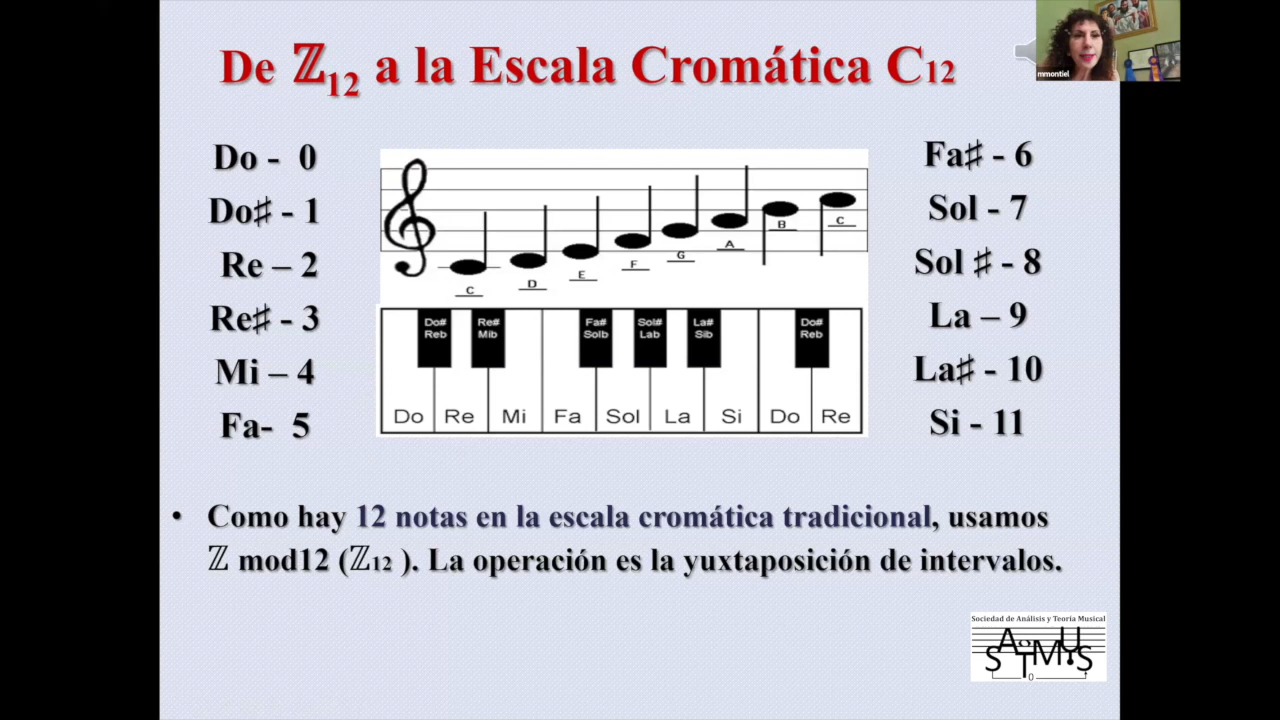 De ℤ12 a la Escala Cromática C12
mmontiel
Do - 0
Do♯ - 1
Re – 2
Re♯ - 3
Mi – 4
Fa- 5
C D E F G A B C
Do# Reb
Re# Mib
Fa# Solb
Sol# Lab
La# Sib
Do# Reb
Do Re Mi Fa Sol La Si Do Re
Fa♯ - 6
Sol - 7
Sol ♯ - 8
La – 9
La♯ - 10
Si - 11
• Como hay 12 notas en la escala cromática tradicional, usamos
ℤ mod12 (ℤ12 ). La operación es la yuxtaposición de intervalos.
Sociedad de Análisis y Teoría Musical
SATMUS
0